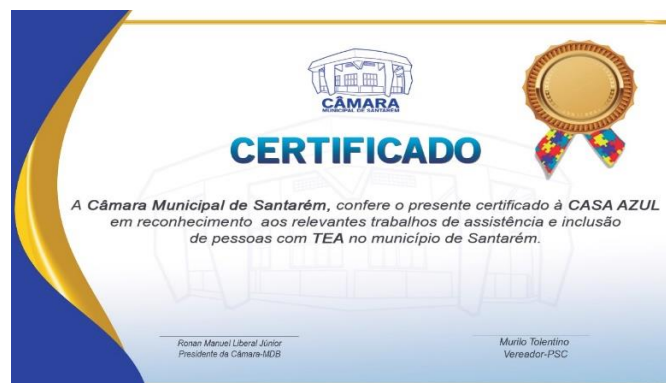 CÂMARA
MUNICIPAL DE SANTARÉM
CERTIFICADO
A Câmara Municipal de Santarém, confere o presente certificado à CASA AZUL
em reconhecimento aos relevantes trabalhos de assistência e inclusão
de pessoas com TEA no município de Santarém.
Ronan Manuel Liberal Júnior
Presidente da Câmara-MDB
Murilo Tolentino
Vereador-PSC